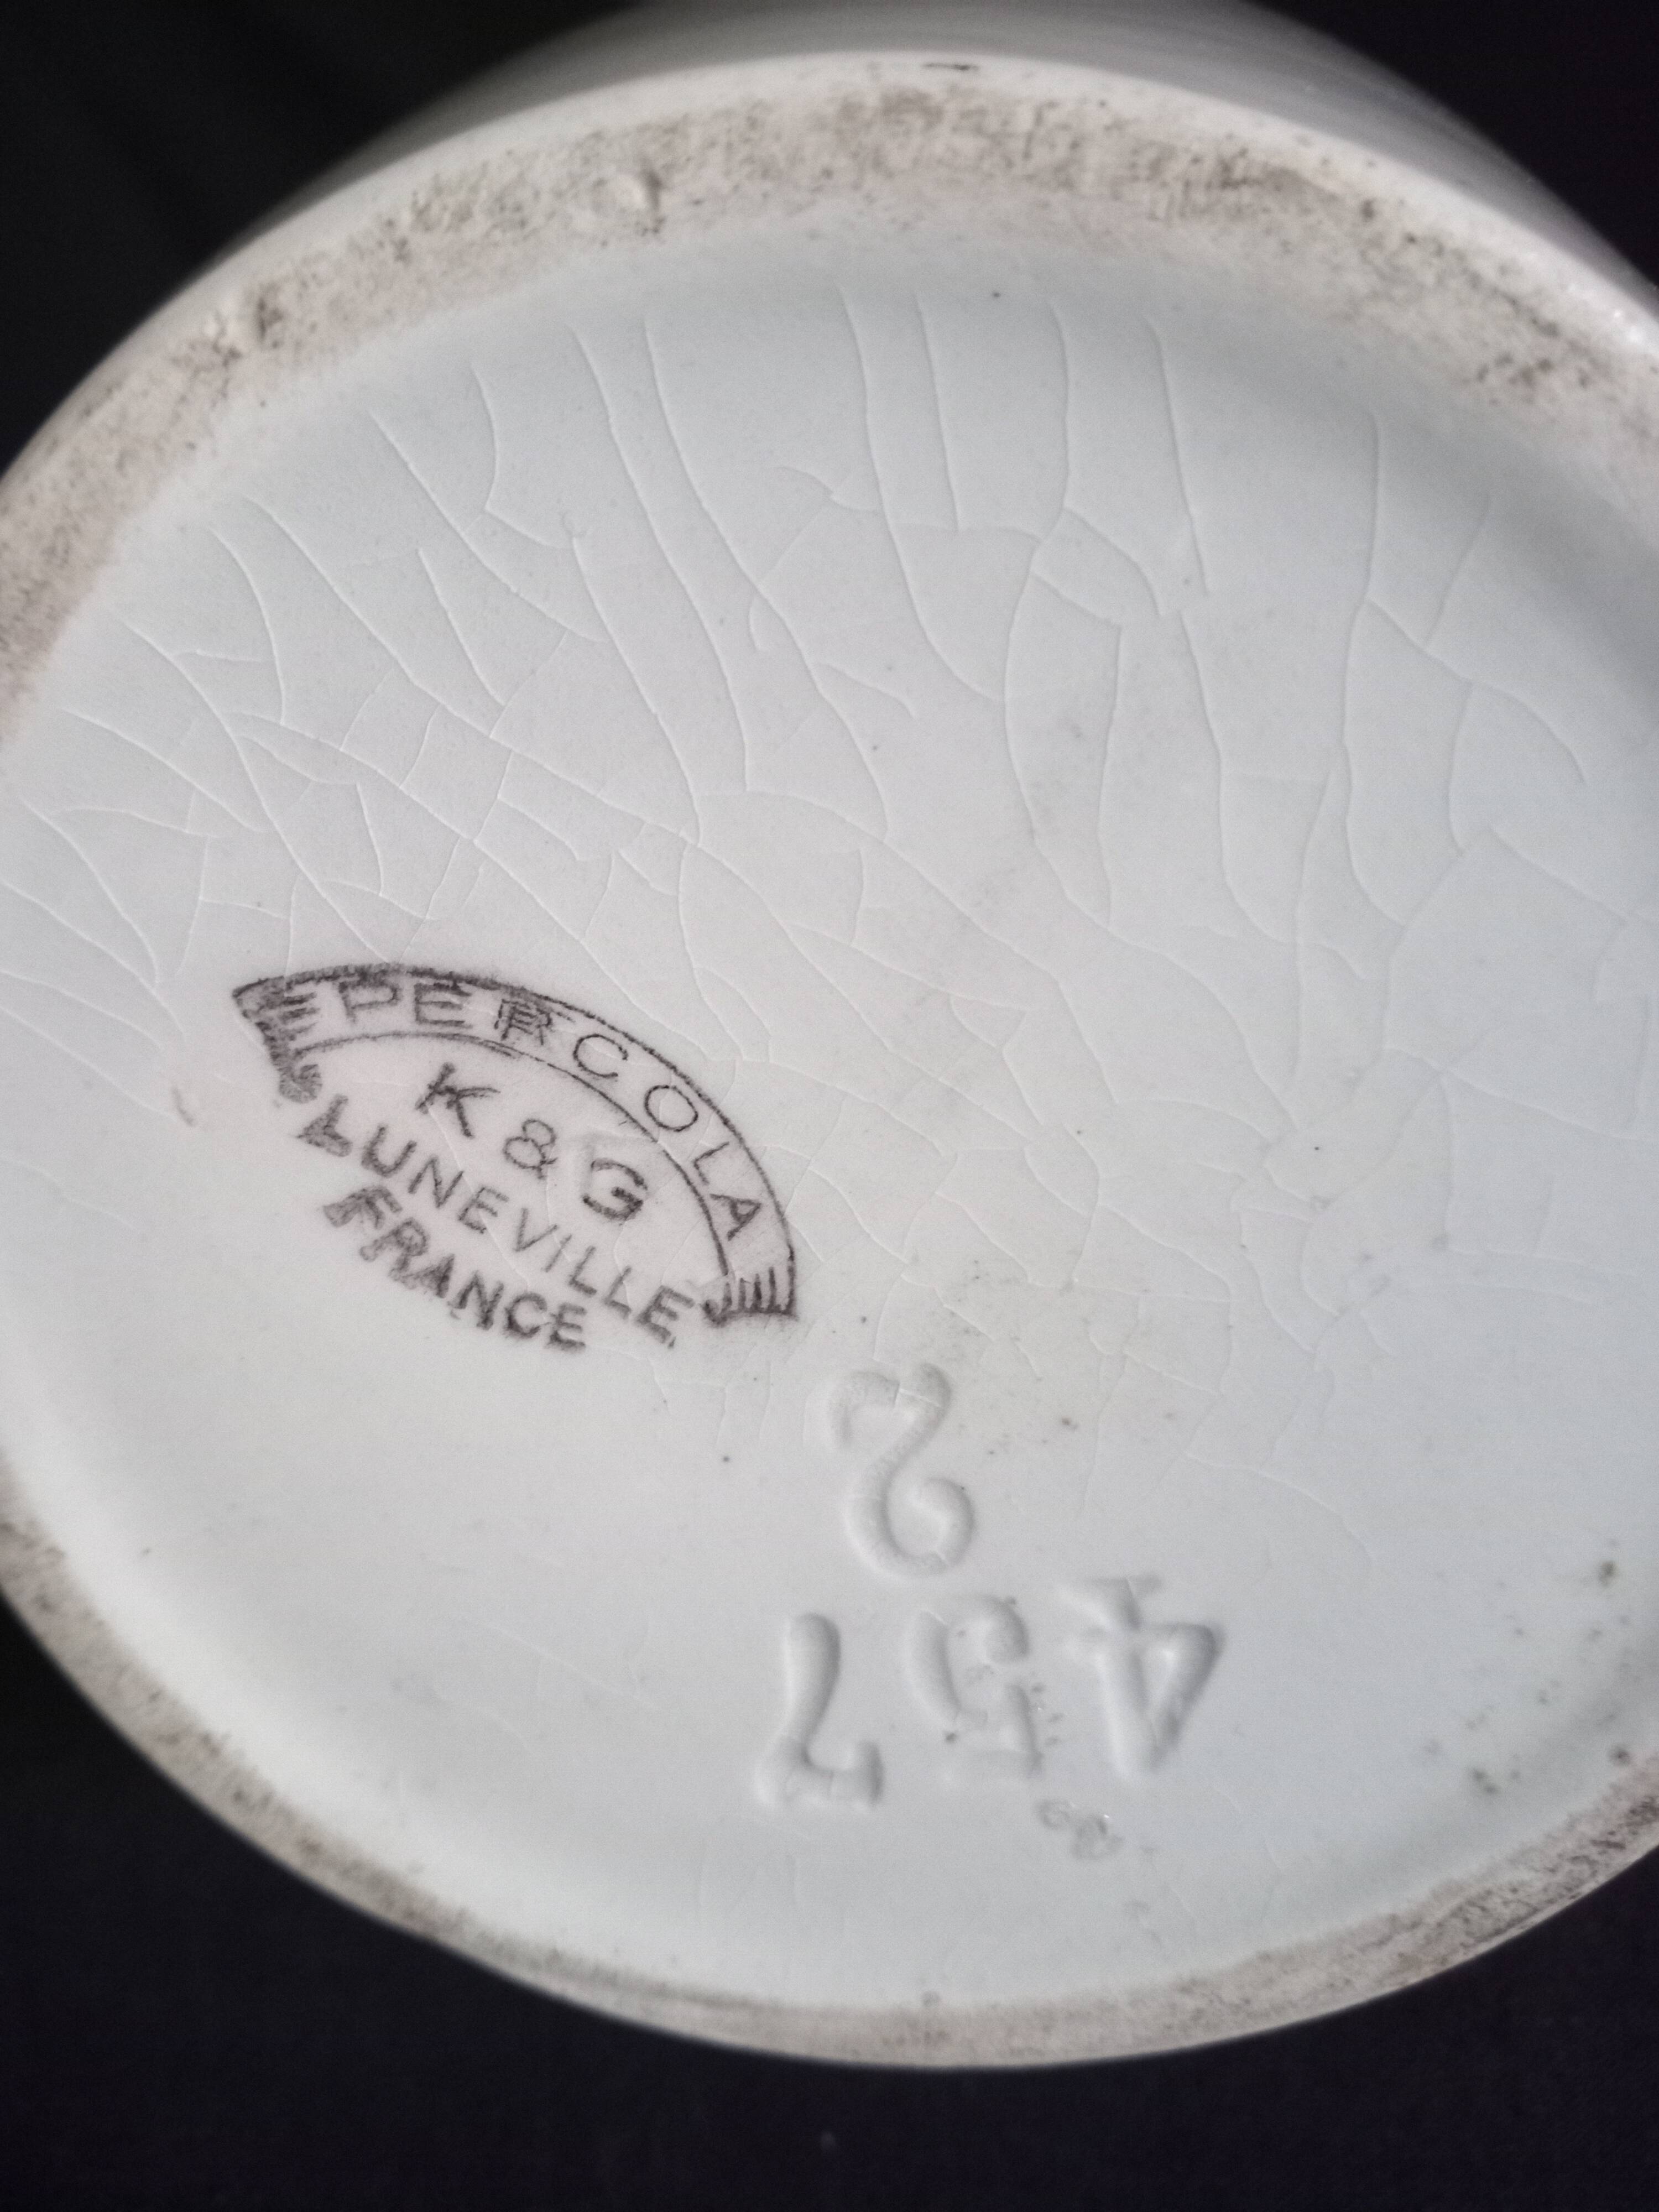 PERCOLA
K & G
LUNEVILLE
FRANCE
2
457